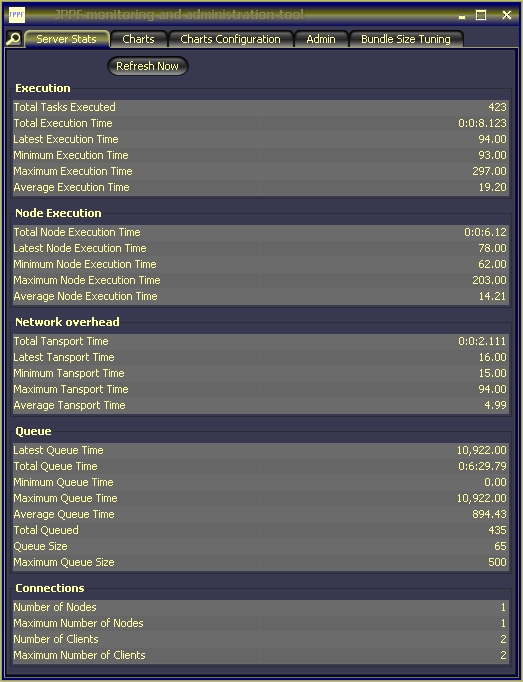 JPPF
JPPF-monitoring-and-administration-tool
Server Stats Charts Charts Configuration Admin Bundle Size Tuning
Refresh Now
Execution
Total Tasks Executed 423
Total Execution Time 0:0:8.123
Latest Execution Time 94.00
Minimum Execution Time 93.00
Maximum Execution Time 297.00
Average Execution Time 19.20
Node Execution
Total Node Execution Time 0:0:6.12
Latest Node Execution Time 78.00
Minimum Node Execution Time 62.00
Maximum Node Execution Time 203.00
Average Node Execution Time 14.21
Network overhead
Total Tansport Time 0:0:2.111
Latest Tansport Time 16.00
Minimum Tansport Time 15.00
Maximum Tansport Time 94.00
Average Tansport Time 4.99
Queue
Latest Queue Time 10,922.00
Total Queue Time 0:6:29.79
Minimum Queue Time 0.00
Maximum Queue Time 10,922.00
Average Queue Time 894.43
Total Queued 435
Queue Size 65
Maximum Queue Size 500
Connections
Number of Nodes 1
Maximum Number of Nodes 1
Number of Clients 2
Maximum Number of Clients 2